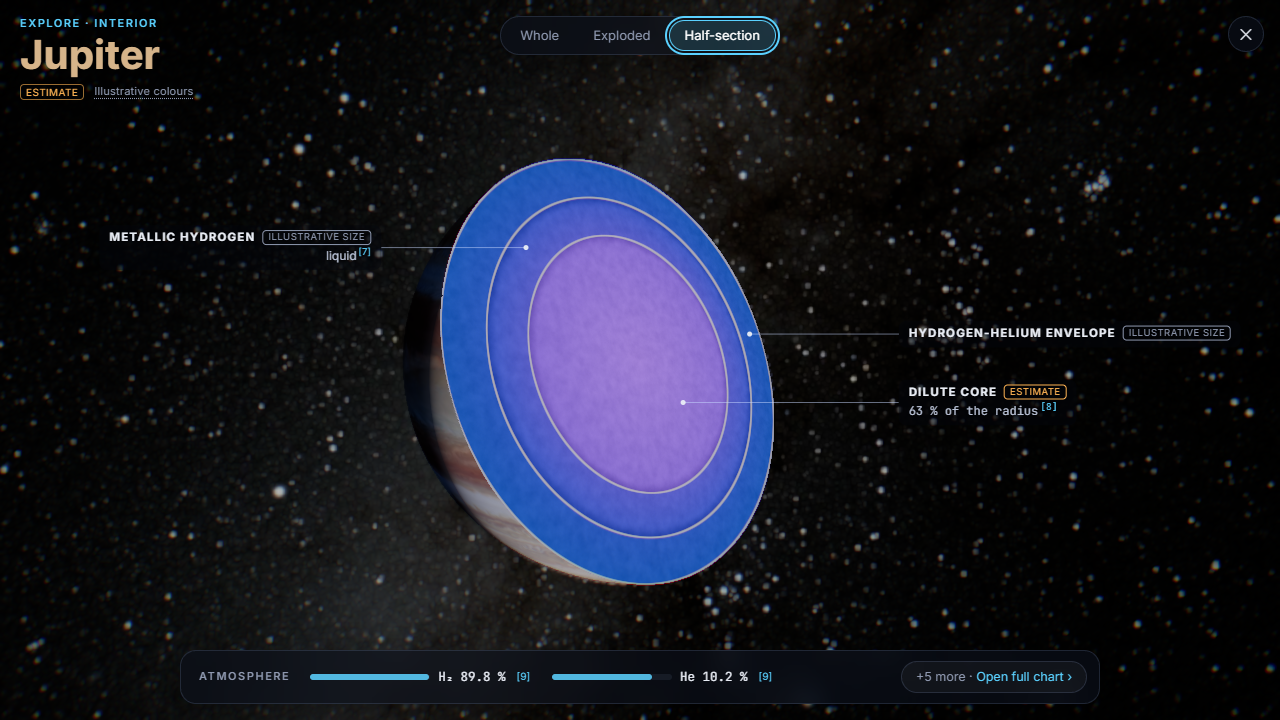 EXPLORE · INTERIOR
Jupiter
ESTIMATE Illustrative colours
Whole Exploded Half-section
METALLIC HYDROGEN ILLUSTRATIVE SIZE
liquid [7]
HYDROGEN-HELIUM ENVELOPE ILLUSTRATIVE SIZE
DILUTE CORE ESTIMATE
63 % of the radius [8]
ATMOSPHERE H₂ 89.8 % [9] He 10.2 % [9] +5 more · Open full chart ›